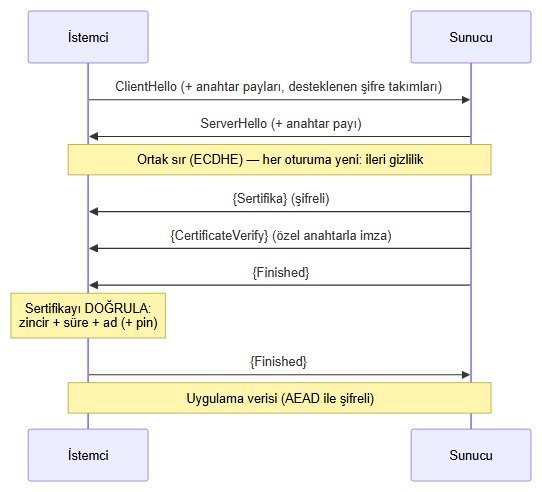 İstemci
Sunucu
ClientHello (+ anahtar payları, desteklenen şifre takımları)
ServerHello (+ anahtar payı)
Ortak sır (ECDHE) — her oturuma yeni: ileri gizlilik
{Sertifika} (şifreli)
{CertificateVerify} (özel anahtarla imza)
{Finished}
Sertifikayı DOĞRULA:
zincir + süre + ad (+ pin)
{Finished}
Uygulama verisi (AEAD ile şifreli)
İstemci
Sunucu